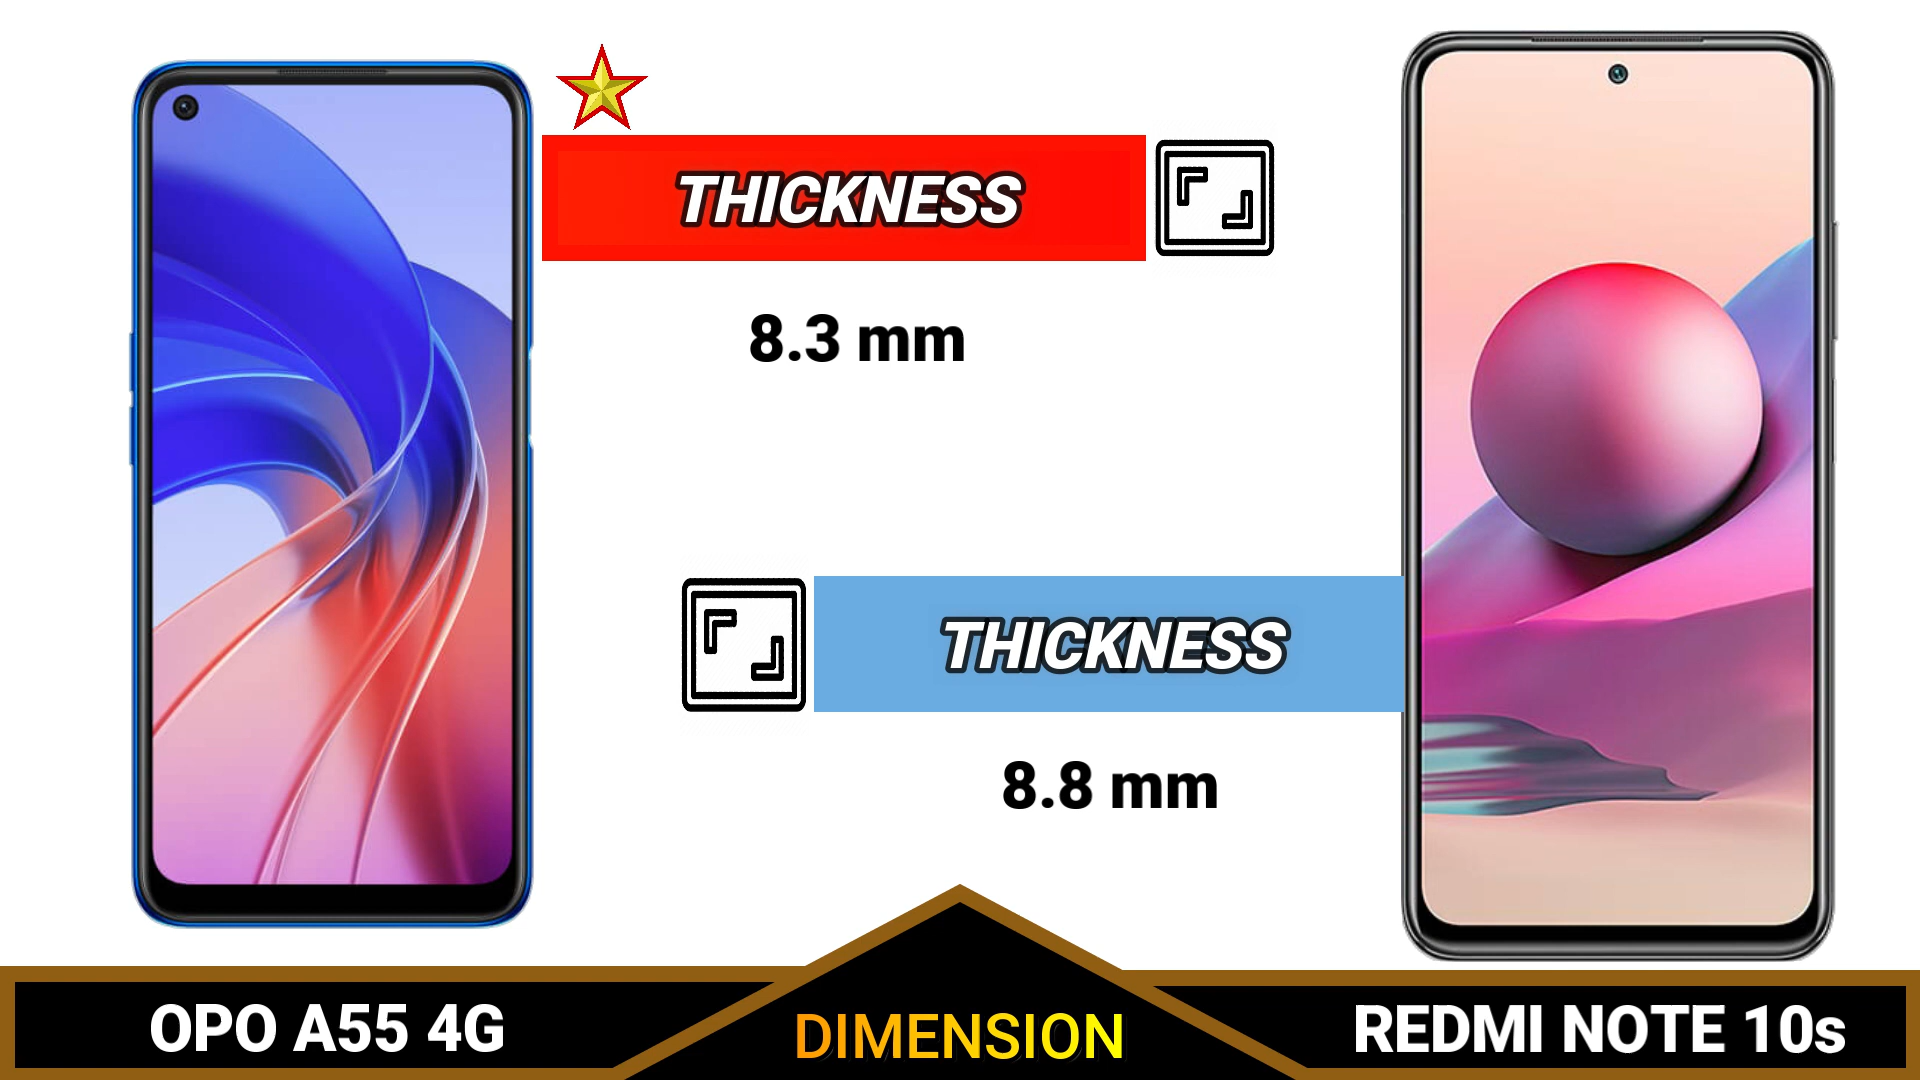 THICKNESS
8.3 mm
THICKNESS
8.8 mm
OPO A55 4G
DIMENSION
REDMI NOTE 10s